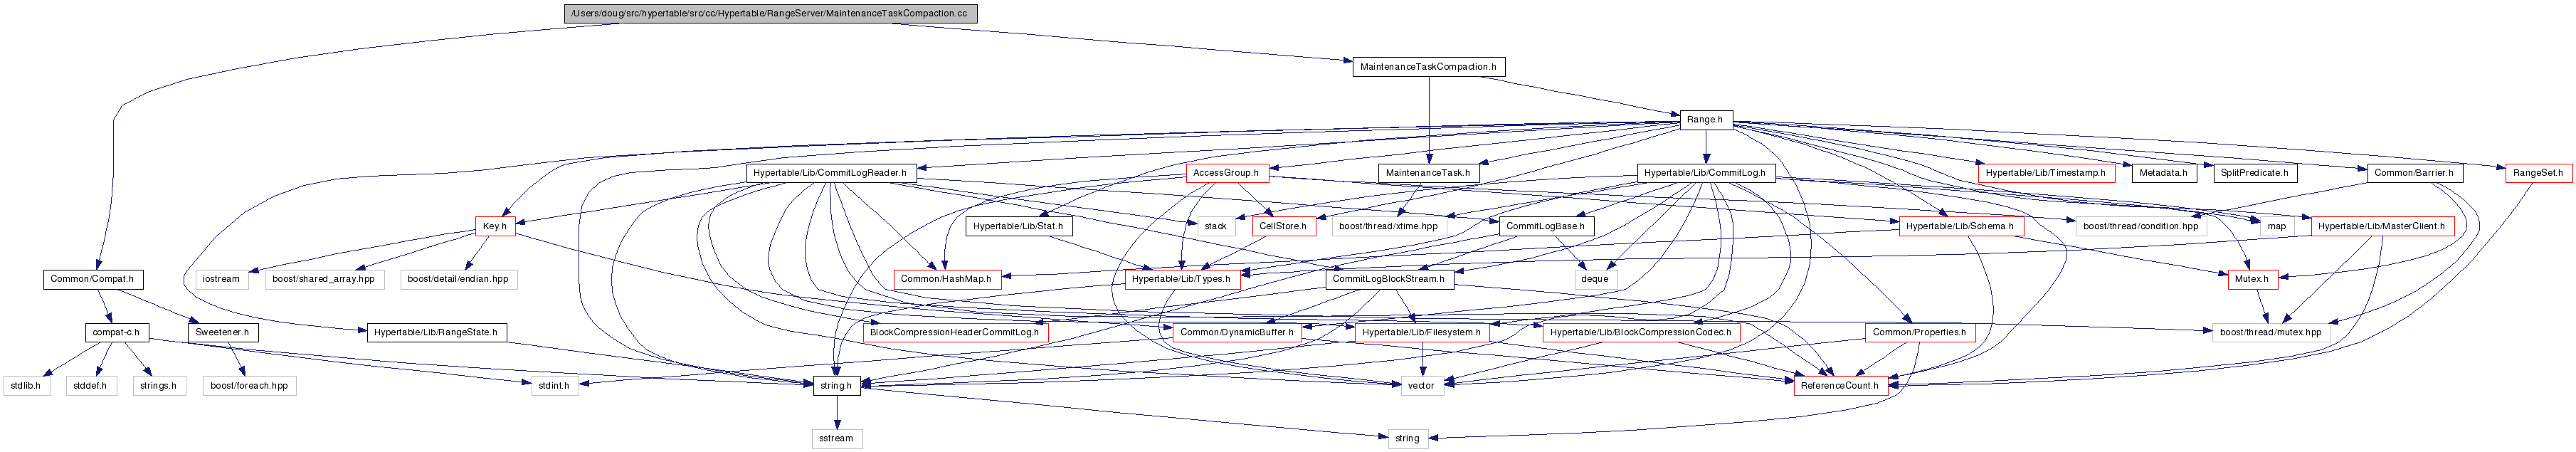 /Users/doug/src/hypertable/src/cc/Hypertable/RangeServer/MaintenanceTaskCompaction.cc
MaintenanceTaskCompaction.h
Range.h
Hypertable/Lib/CommitLogReader.h
AccessGroup.h
MaintenanceTask.h
Hypertable/Lib/CommitLog.h
Hypertable/Lib/Timestamp.h
Metadata.h
SplitPredicate.h
Common/Barrier.h
RangeSet.h
Key.h
Hypertable/Lib/Stat.h
stack
CellStore.h
CommitLogBase.h
boost/thread/xtime.hpp
Hypertable/Lib/Schema.h
boost/thread/condition.hpp
map
Hypertable/Lib/MasterClient.h
Common/Compat.h
iostream
boost/shared_array.hpp
boost/detail/endian.hpp
Common/HashMap.h
Hypertable/Lib/Types.h
CommitLogBlockStream.h
deque
Mutex.h
compat-c.h
Sweetener.h
Hypertable/Lib/RangeState.h
BlockCompressionHeaderCommitLog.h
Common/DynamicBuffer.h
Hypertable/Lib/Filesystem.h
Hypertable/Lib/BlockCompressionCodec.h
Common/Properties.h
boost/thread/mutex.hpp
stdlib.h
stddef.h
strings.h
boost/foreach.hpp
stdint.h
string.h
vector
ReferenceCount.h
sstream
string